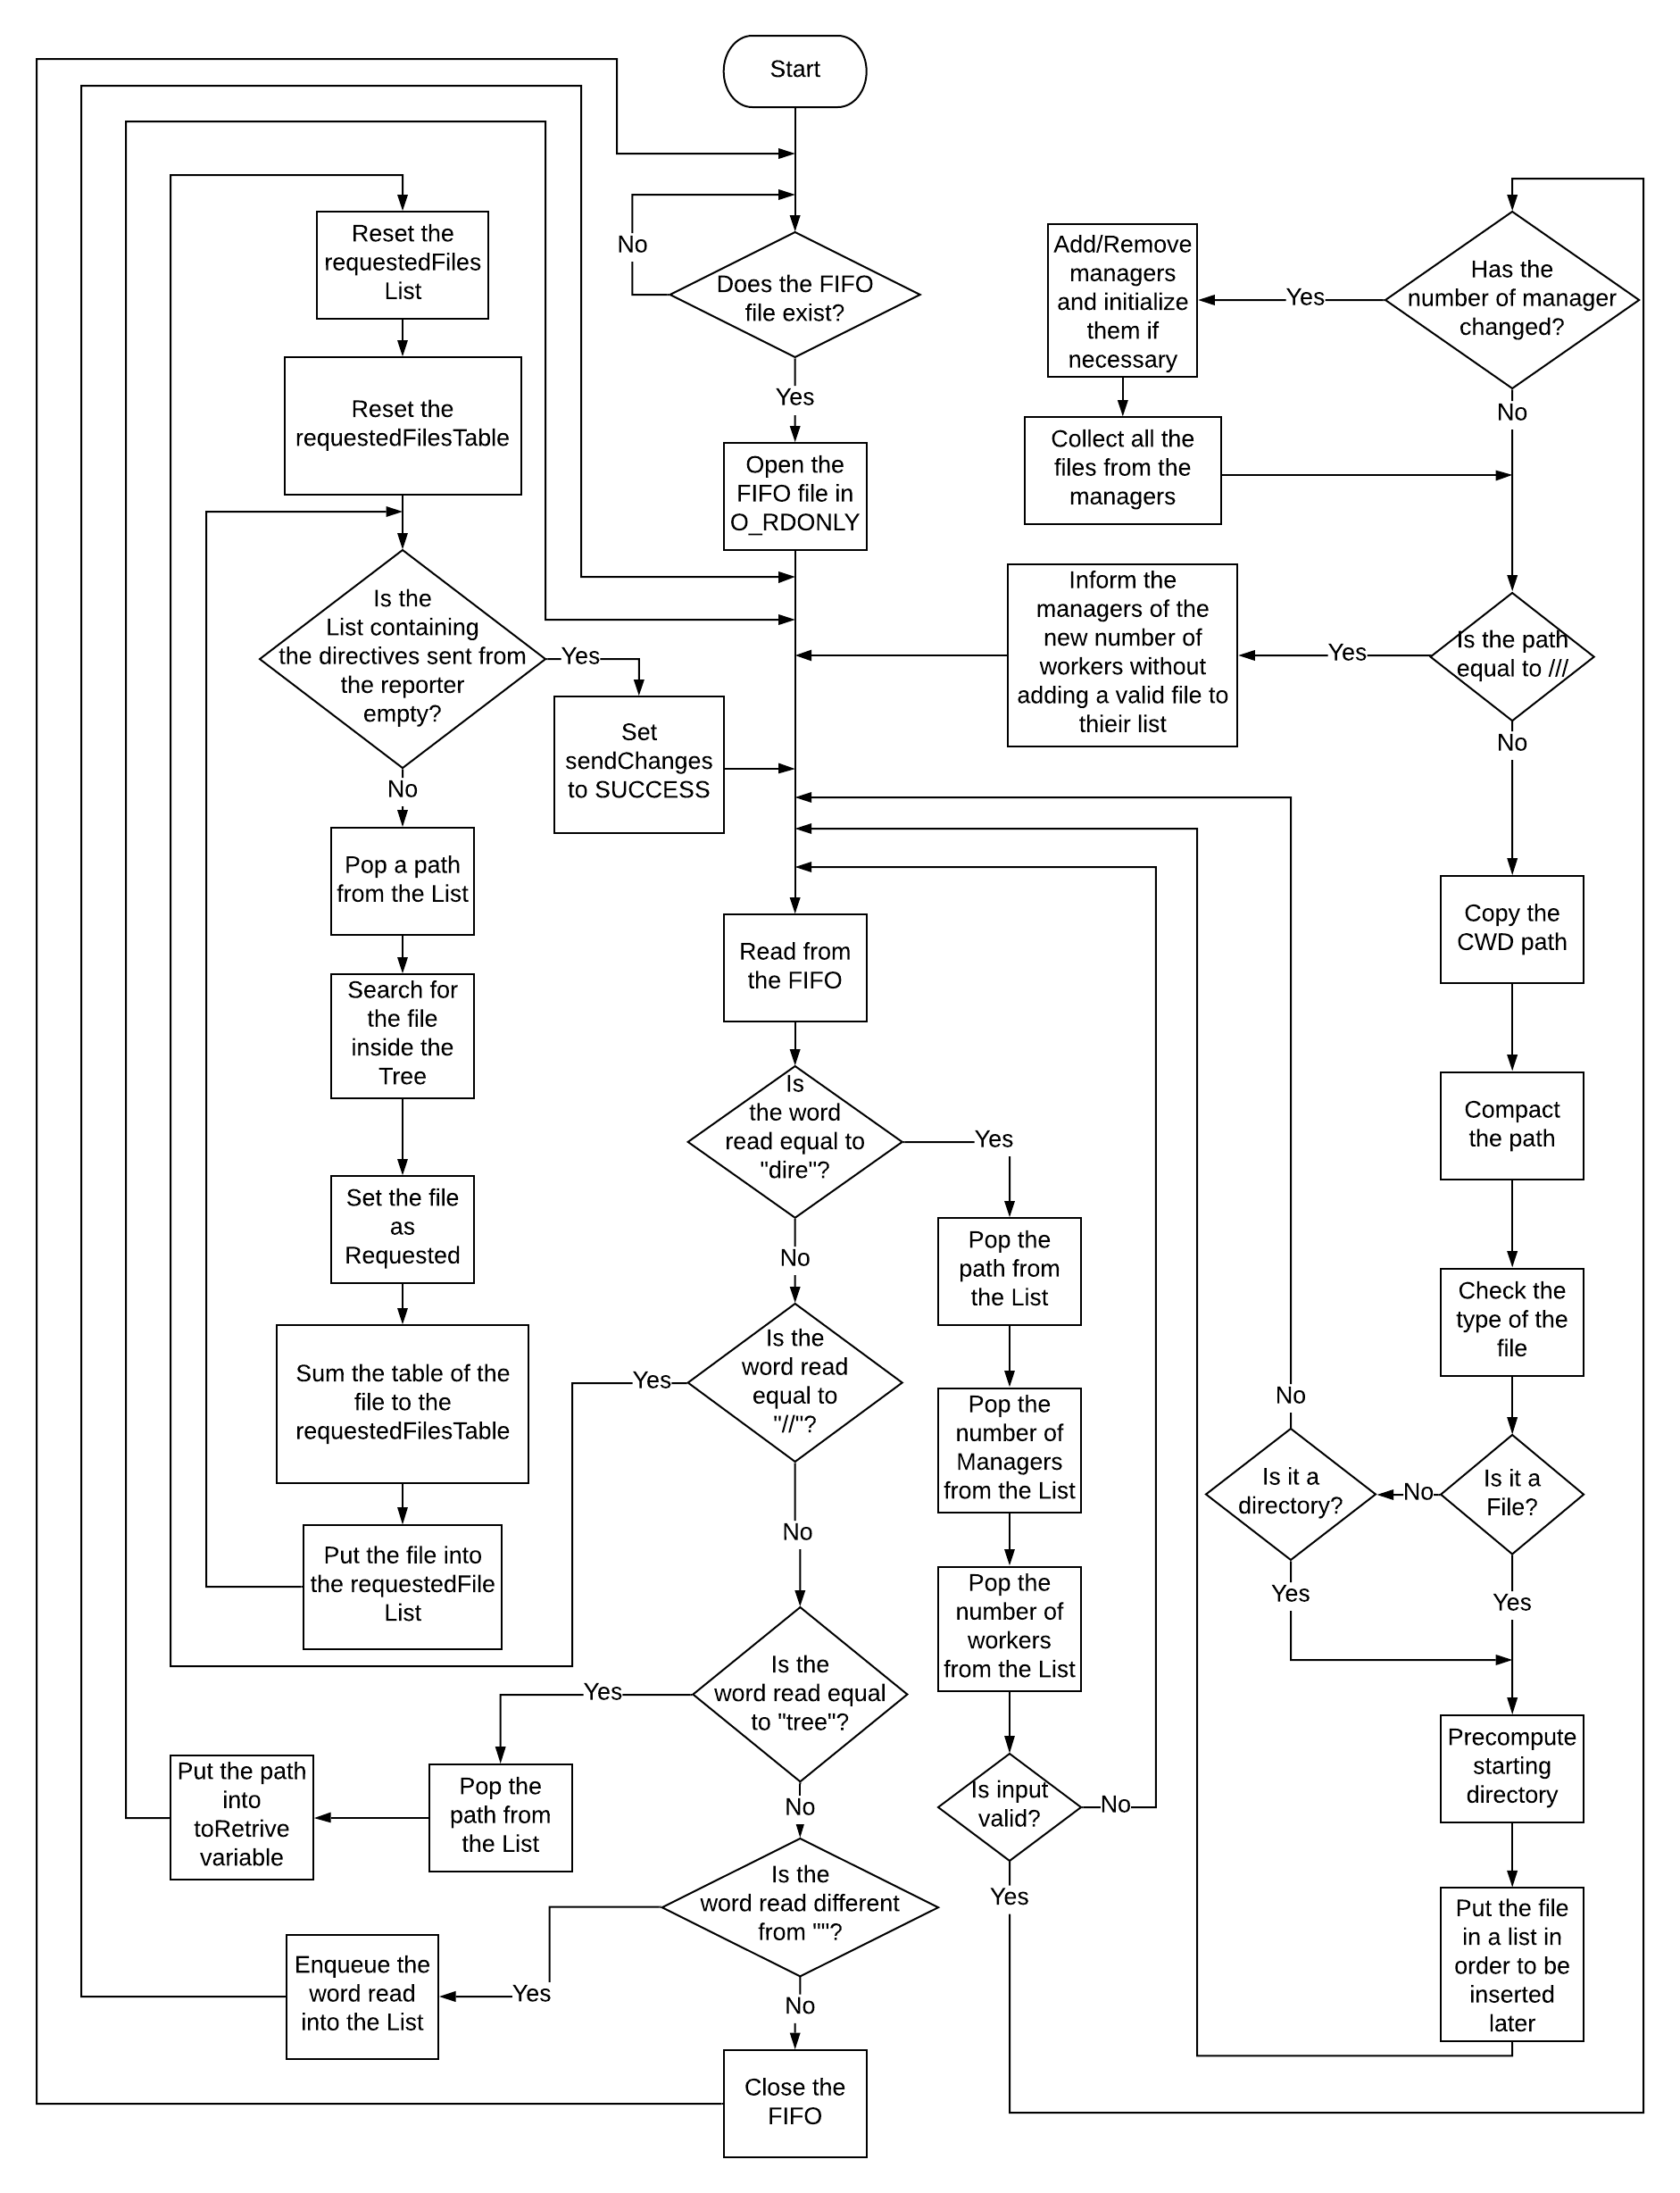 Start
No
Does the FIFO
file exist?
Yes
Open the
FIFO file in
O_RDONLY
Reset the
requestedFiles
List
Reset the
requestedFilesTable
Is the
List containing
the directives sent from
the reporter
empty?
Yes
Set
sendChanges
to SUCCESS
No
Pop a path
from the List
Search for
the file
inside the
Tree
Set the file
as
Requested
Sum the table of the
file to the
requestedFilesTable
Put the file into
the requestedFile
List
Read from
the FIFO
Is
the word
read equal to
"dire"?
Yes
No
Is the
word read
equal to
"//"?
Yes
No
Is the
word read equal
to "tree"?
Yes
Pop the
path from
the List
Put the path
into
toRetrive
variable
No
Is the
word read different
from ""?
Yes
Enqueue the
word read
into the List
No
Close the
FIFO
Pop the
path from
the List
Pop the
number of
Managers
from the List
Pop the
number of
workers
from the List
Is input
valid?
No
Yes
Has the
number of manager
changed?
Yes
Add/Remove
managers
and initialize
them if
necessary
Collect all the
files from the
managers
No
Is the path
equal to ///
Yes
Inform the
managers of the
new number of
workers without
adding a valid file to
thieir list
No
Copy the
CWD path
Compact
the path
Check the
type of the
file
Is it a
File?
No
Is it a
directory?
No
Yes
Yes
Precompute
starting
directory
Put the file
in a list in
order to be
inserted
later